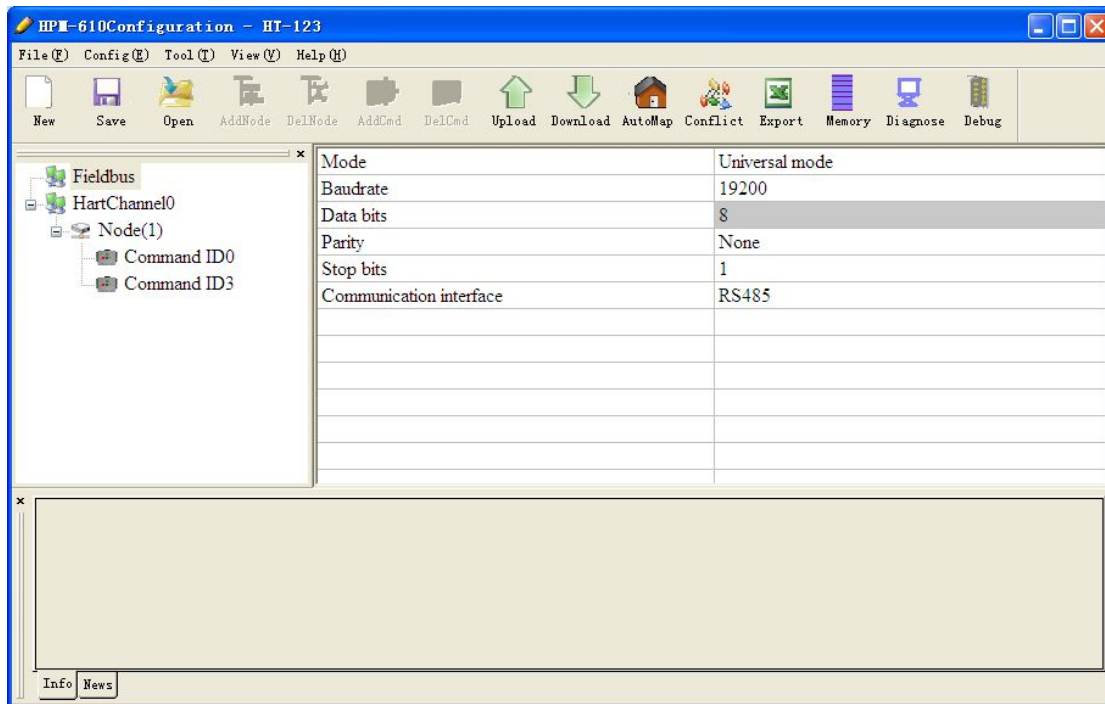 HPM-610Configuration - HT-123
File(F) Config(E) Tool(T) View(V) Help(H)
New Save Open AddNode DelNode AddCmd DelCmd Upload Download AutoMap Conflict Export Memory Diagnose Debug
Fieldbus
HartChannel0
Node(1)
Command ID0
Command ID3
Mode Universal mode
Baudrate 19200
Data bits 8
Parity None
Stop bits 1
Communication interface RS485
Info News